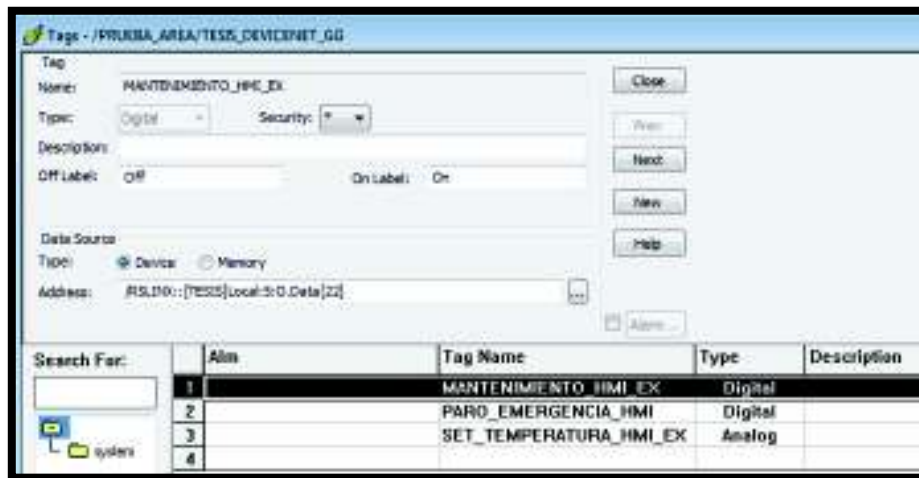 Tags - /PRUEBA_AREA/TESIS_DEVICENET_GG
Tag
Name: MANTENIMIENTO_HMI_EX
Close
Type: Digital Security: *
Prev
Description:
Next
Off Label: Off On Label: On
New
Data Source
Help
Type: Device Memory
Address: /RSLINX::[TESIS]Local:5:O.Data[22] ...
Alarm...
Search For: Alm Tag Name Type Description
1 MANTENIMIENTO_HMI_EX Digital
2 PARO_EMERGENCIA_HMI Digital
3 SET_TEMPERATURA_HMI_EX Analog
system
4